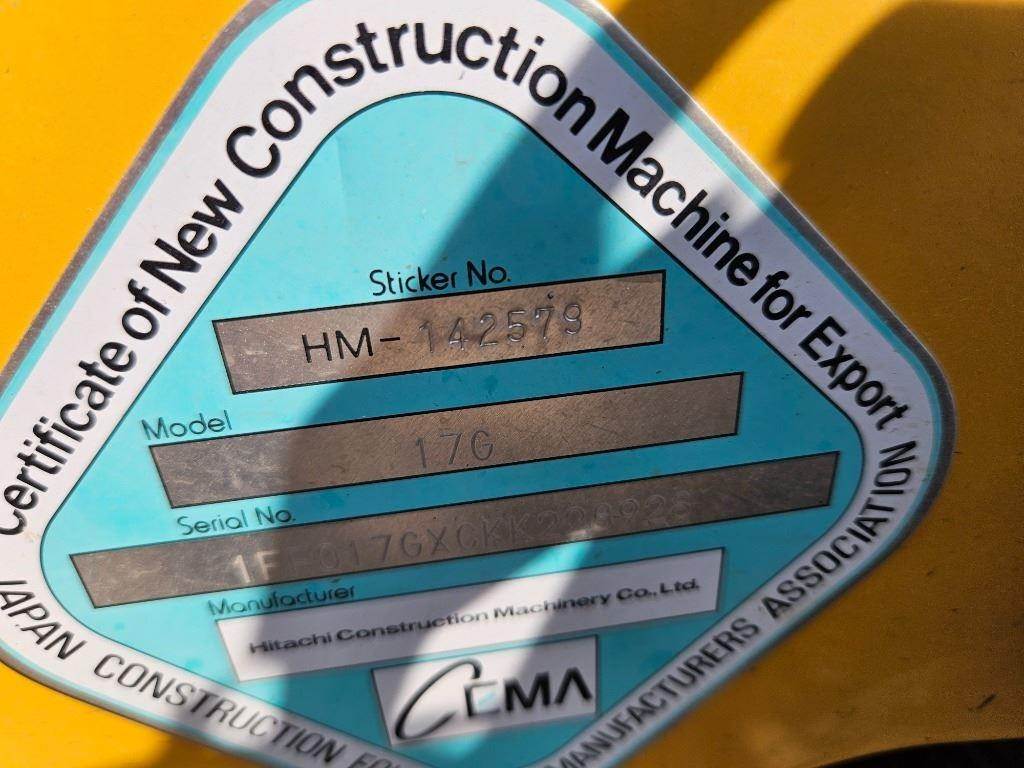 Certificate of New Construction Machine for Export
Sticker No.
HM-142579
Model
17G
Serial No.
Manufacturer
Hitachi Construction Machinery Co., Ltd.
CEMA
JAPAN CONSTRUCTION
MANUFACTURERS ASSOCIATION